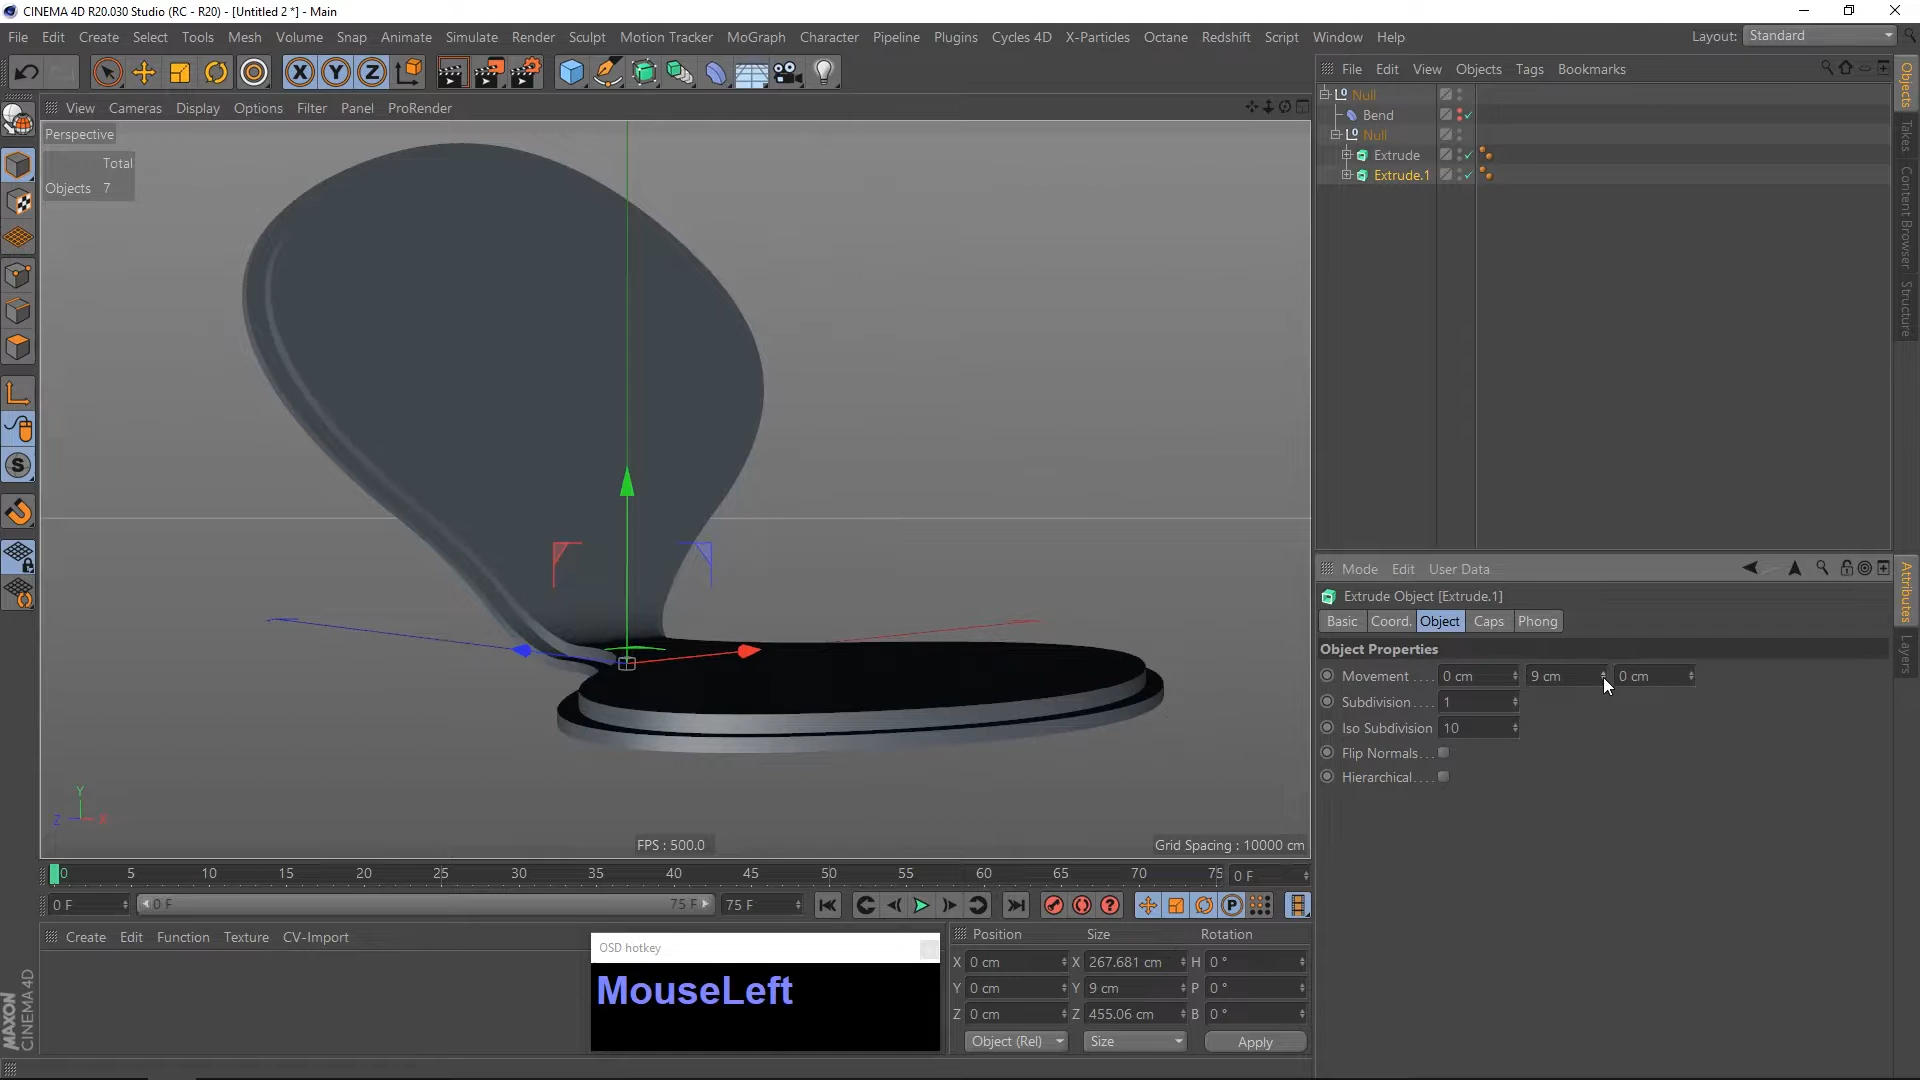 CINEMA 4D R20.030 Studio (RC - R20) - [Untitled 2 *] - Main
File Edit Create Select Tools Mesh Volume Snap Animate Simulate Render Sculpt Motion Tracker MoGraph Character Pipeline Plugins Cycles 4D X-Particles Octane Redshift Script Window Help Layout: Standard
X Y Z
File Edit View Objects Tags Bookmarks
View Cameras Display Options Filter Panel ProRender
Perspective
Total
Objects 7
Null
Bend
Null
Extrude
Extrude.1
Objects
Takes
Content Browser
Structure
Mode Edit User Data
Extrude Object [Extrude.1]
Basic Coord. Object Caps Phong
Object Properties
Movement .... 0 cm 9 cm 0 cm
Subdivision .... 1
Iso Subdivision 10
Flip Normals. ..
Hierarchical. ...
Attributes
Layers
Y
Z X
FPS : 500.0
Grid Spacing : 10000 cm
0 5 10 15 20 25 30 35 40 45 50 55 60 65 70 75 0 F
0 F 0 F 75 F 75 F
Create Edit Function Texture CV-Import
OSD hotkey
MouseLeft
Position Size Rotation
X 0 cm X 267.681 cm H 0 °
Y 0 cm Y 9 cm P 0 °
Z 0 cm Z 455.06 cm B 0 °
Object (Rel) Size Apply
MAXON
CINEMA 4D